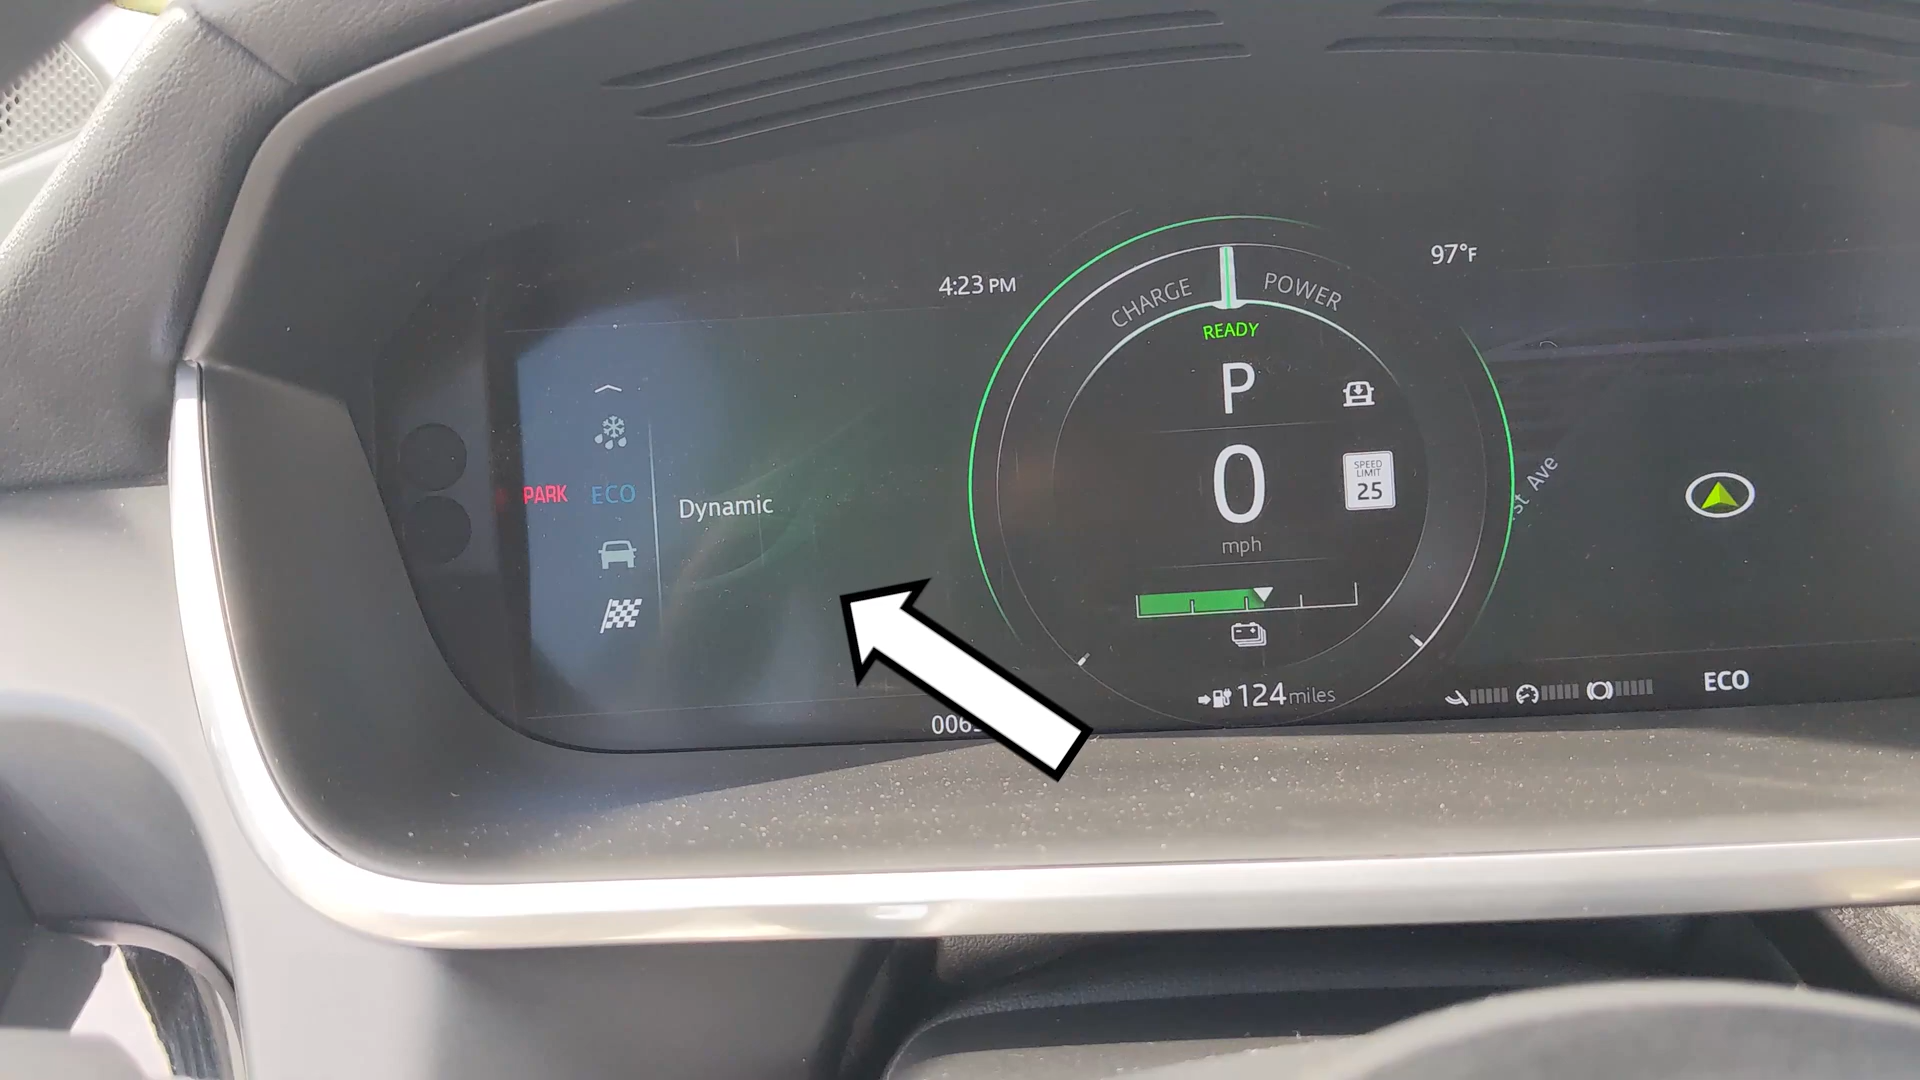 4:23 PM
97°F
CHARGE
POWER
READY
P
PARK
ECO
Dynamic
0
SPEED
LIMIT
25
st Ave
mph
124 miles
ECO